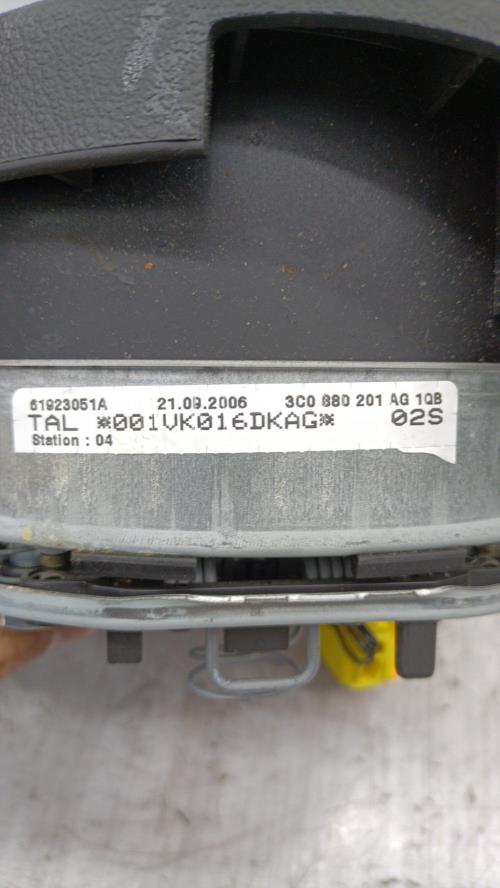 61923051A 21.09.2006 3C0 880 201 AG 1QB
TAL *001VK016DKAG* 02S
Station : 04